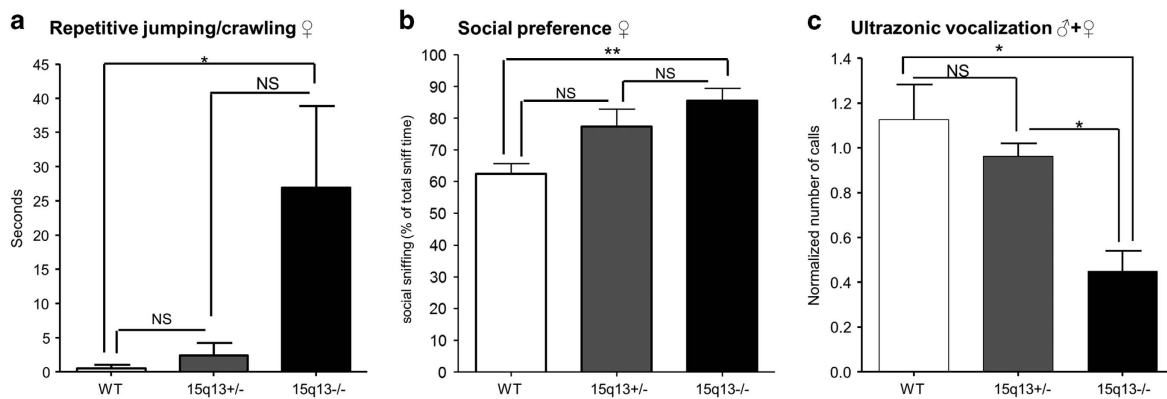 a Repetitive jumping/crawling ♀
*
NS
NS
Seconds
45
40
35
30
25
20
15
10
5
0
WT
15q13+/-
15q13-/-
b Social preference ♀
**
NS
NS
social sniffing (% of total sniff time)
100
90
80
70
60
50
40
30
20
10
0
WT
15q13+/-
15q13-/-
c Ultrazonic vocalization ♂+♀
*
NS
*
Normalized number of calls
1.4
1.2
1.0
0.8
0.6
0.4
0.2
0.0
WT
15q13+/-
15q13-/-